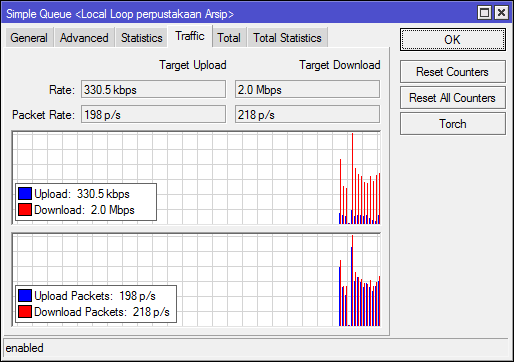 Simple Queue <Local Loop perpustakaan Arsip>
General Advanced Statistics Traffic Total Total Statistics
Target Upload Target Download
Rate: 330.5 kbps 2.0 Mbps
Packet Rate: 198 p/s 218 p/s
Upload: 330.5 kbps
Download: 2.0 Mbps
Upload Packets: 198 p/s
Download Packets: 218 p/s
OK
Reset Counters
Reset All Counters
Torch
enabled